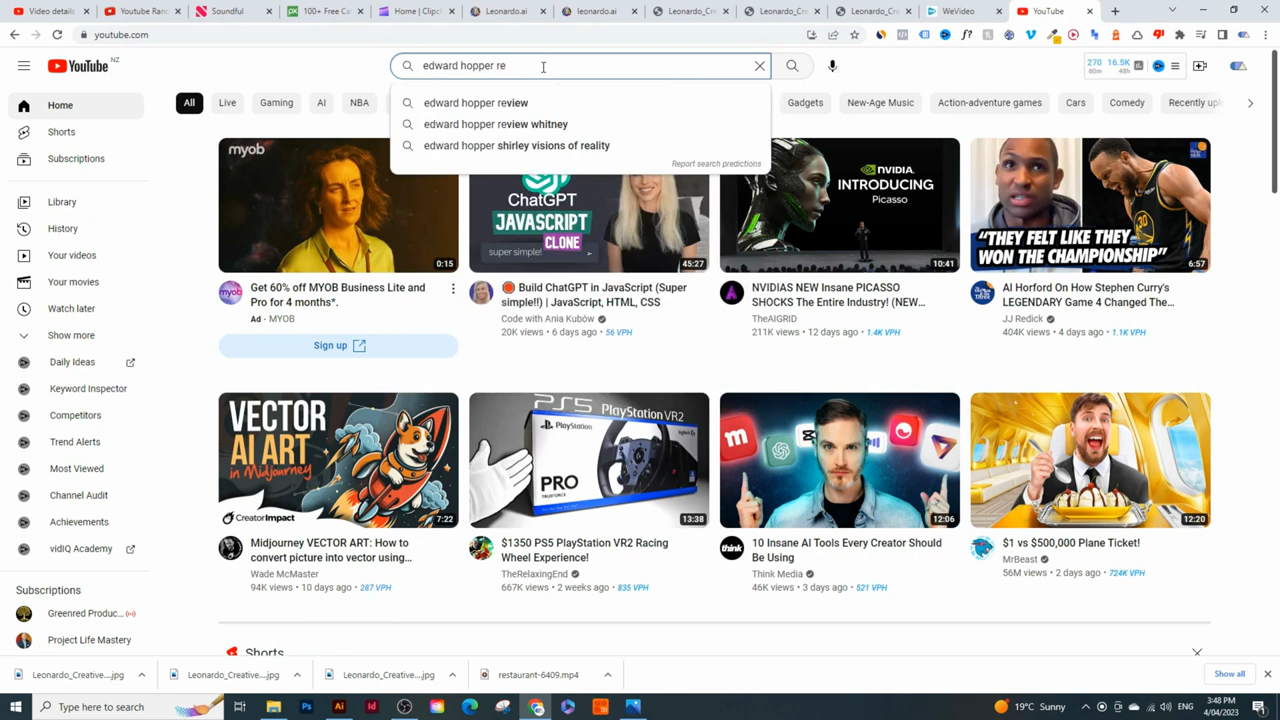 Video details
Youtube Ran
Soundful
100+ Free Ca
Home | Clipch
Leonardo.ai
leonardo.ai
Leonardo_Cre
Leonardo_Cre
Leonardo_Cre
WeVideo
YouTube
youtube.com
YouTube NZ
edward hopper re
270 16.5K
60m 48h
edward hopper review
edward hopper review whitney
edward hopper shirley visions of reality
Report search predictions
All
Live
Gaming
AI
NBA
Gadgets
New-Age Music
Action-adventure games
Cars
Comedy
Recently uplo
Home
Shorts
Subscriptions
Library
History
Your videos
Your movies
Watch later
Show more
Daily Ideas
Keyword Inspector
Competitors
Trend Alerts
Most Viewed
Channel Audit
Achievements
vidIQ Academy
Subscriptions
Greenred Produc...
Project Life Mastery
myob
0:15
myob
Get 60% off MYOB Business Lite and
Pro for 4 months*.
Ad · MYOB
Sign up
ChatGPT
JAVASCRIPT
CLONE
super simple!
45:27
Build ChatGPT in JavaScript (Super
simple!!) | JavaScript, HTML, CSS
Code with Ania Kubów
20K views • 6 days ago • 56 VPH
NVIDIA
INTRODUCING
Picasso
10:41
NVIDIAS NEW Insane PICASSO
SHOCKS The Entire Industry! (NEW...
TheAIGRID
211K views • 12 days ago • 1.4K VPH
"THEY FELT LIKE THEY
WON THE CHAMPIONSHIP"
6:57
Al Horford On How Stephen Curry's
LEGENDARY Game 4 Changed The...
JJ Redick
404K views • 4 days ago • 1.1K VPH
VECTOR
AI ART
in Midjourney
CreatorImpact
7:22
Midjourney VECTOR ART: How to
convert picture into vector using...
Wade McMaster
94K views • 10 days ago • 287 VPH
PS5 PlayStation VR2
PlayStation
PRO
13:38
$1350 PS5 PlayStation VR2 Racing
Wheel Experience!
TheRelaxingEnd
667K views • 2 weeks ago • 835 VPH
12:06
think
10 Insane AI Tools Every Creator Should
Be Using
Think Media
46K views • 3 days ago • 521 VPH
12:20
$1 vs $500,000 Plane Ticket!
MrBeast
56M views • 2 days ago • 724K VPH
Shorts
Leonardo_Creative....jpg
Leonardo_Creative....jpg
Leonardo_Creative....jpg
restaurant-6409.mp4
Show all
Type here to search
19°C Sunny
ENG
3:48 PM
4/04/2023